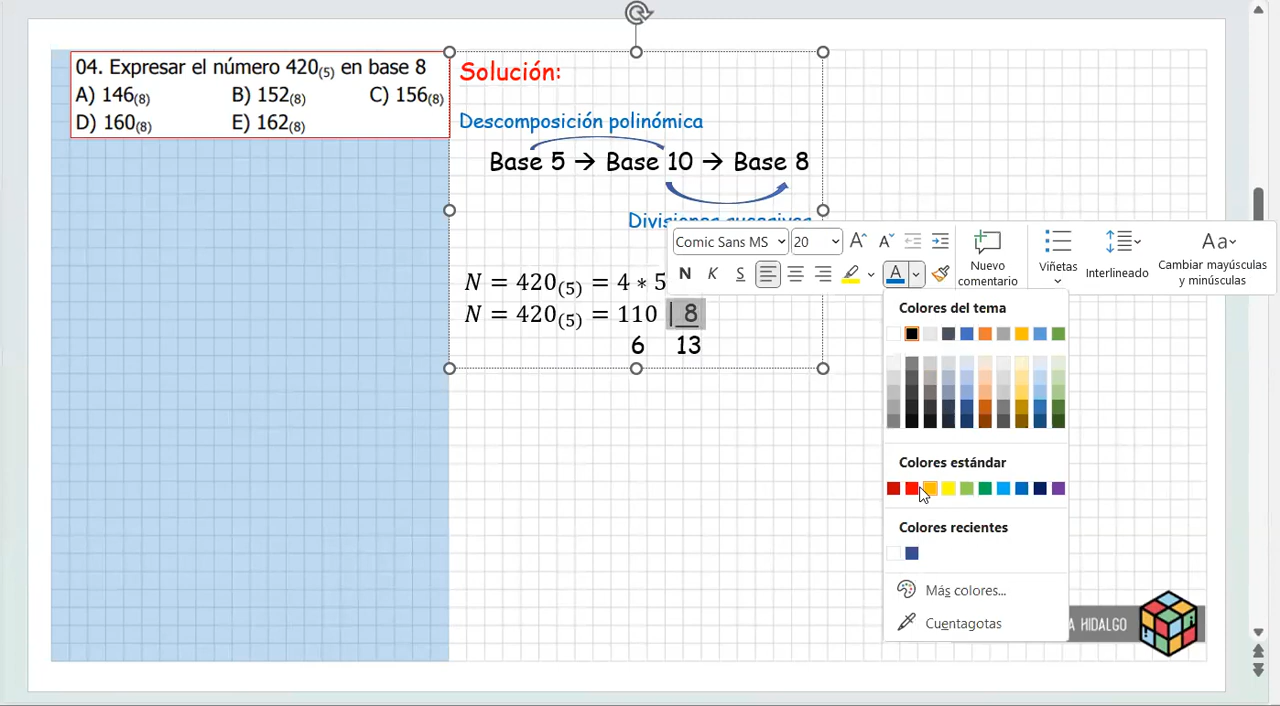 04. Expresar el número 420(5) en base 8
A) 146(8) B) 152(8) C) 156(8)
D) 160(8) E) 162(8)
Solución:
Descomposición polinómica
Base 5 → Base 10 → Base 8
Divisiones sucesivas
N = 420(5) = 4 * 5
N = 420(5) = 110 | 8
6 13
Comic Sans MS 20
N K S A
Nuevo comentario
Viñetas
Interlineado
Aa
Cambiar mayúsculas y minúsculas
Colores del tema
Colores estándar
Colores recientes
Más colores...
Cuentagotas
A HIDALGO